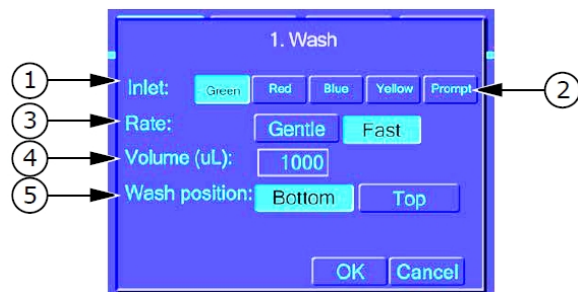 1. Wash
1 Inlet: Green Red Blue Yellow Prompt 2
3 Rate: Gentle Fast
4 Volume (uL): 1000
5 Wash position: Bottom Top
OK Cancel